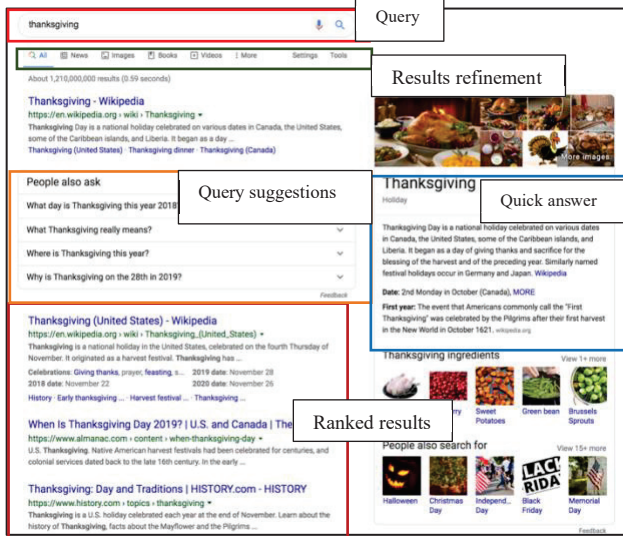 thanksgiving
Query
All News Images Books Videos More Settings Tools
About 1,210,000,000 results (0.59 seconds)
Results refinement
Thanksgiving - Wikipedia
https://en.wikipedia.org › wiki › Thanksgiving
Thanksgiving Day is a national holiday celebrated on various dates in Canada, the United States,
some of the Caribbean islands, and Liberia. It began as a day ...
Thanksgiving (United States) · Thanksgiving dinner · Thanksgiving (Canada)
More images
People also ask
Query suggestions
What day is Thanksgiving this year 2018?
What Thanksgiving really means?
Where is Thanksgiving this year?
Why is Thanksgiving on the 28th in 2019?
Feedback
Thanksgiving
Holiday
Quick answer
Thanksgiving Day is a national holiday celebrated on various dates
in Canada, the United States, some of the Caribbean islands, and
Liberia. It began as a day of giving thanks and sacrifice for the
blessing of the harvest and of the preceding year. Similarly named
festival holidays occur in Germany and Japan. Wikipedia
Date: 2nd Monday in October (Canada), MORE
First year: The event that Americans commonly call the "First
Thanksgiving" was celebrated by the Pilgrims after their first harvest
in the New World in October 1621. wikipedia.org
Thanksgiving (United States) - Wikipedia
https://en.wikipedia.org › wiki › Thanksgiving_(United_States)
Thanksgiving is a national holiday in the United States, celebrated on the fourth Thursday of
November. It originated as a harvest festival. Thanksgiving has ...
Celebrations: Giving thanks, prayer, feasting, s... 2019 date: November 28
2018 date: November 22 2020 date: November 26
History · Early thanksgiving ... · Harvest festival ... · Thanksgiving ...
Ranked results
When Is Thanksgiving Day 2019? | U.S. and Canada | The
https://www.almanac.com › content › when-thanksgiving-day
U.S. Thanksgiving. Native American harvest festivals had been celebrated for centuries, and
colonial services dated back to the late 16th century. In the early ...
Thanksgiving: Day and Traditions | HISTORY.com - HISTORY
https://www.history.com › topics › thanksgiving
Thanksgiving is a U.S. holiday celebrated each year at the end of November. Learn about the
history of Thanksgiving, facts about the Mayflower and the Pilgrims ...
Thanksgiving ingredients View 1+ more
Sweet Potatoes
Green bean
Brussels Sprouts
People also search for View 15+ more
BLACK
FRIDA
Halloween
Christmas Day
Independ... Day
Black Friday
Memorial Day
Feedback